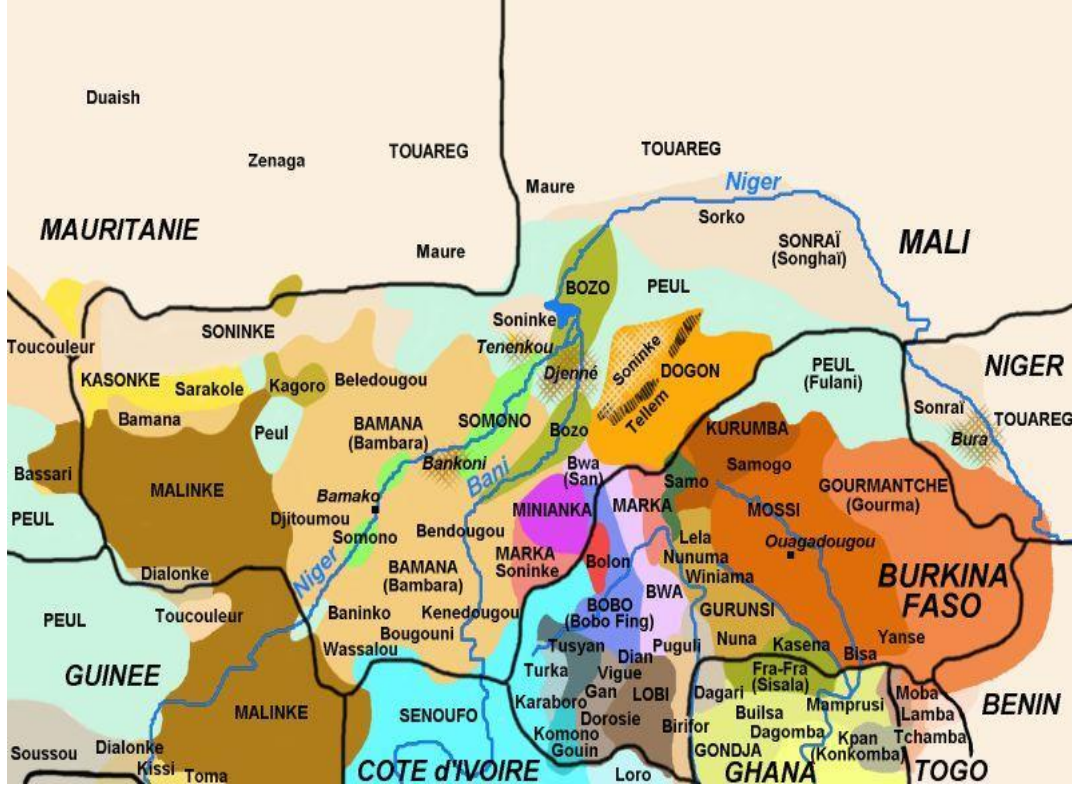 Duaish
Zenaga
TOUAREG
TOUAREG
Maure
Niger
Sorko
MAURITANIE
Maure
SONRAÏ
(Songhaï)
MALI
BOZO
PEUL
Soninke
SONINKE
Toucouleur
Tenenkou
Djenné
Soninke
DOGON
Tellem
PEUL
(Fulani)
NIGER
KASONKE
Sarakole
Kagoro
Beledougou
Bamana
Peul
BAMANA
(Bambara)
SOMONO
Bozo
KURUMBA
Sonraï
TOUAREG
Bura
Bassari
MALINKE
Bankoni
Bani
Bwa
(San)
Samogo
Samo
GOURMANTCHE
(Gourma)
PEUL
Bamako
Djitoumou
Somono
Bendougou
MINIANKA
MARKA
MOSSI
Ouagadougou
Lela
Nunuma
Winiama
MARKA
Soninke
Bolon
Dialonke
Niger
BAMANA
(Bambara)
BURKINA
FASO
Toucouleur
PEUL
Baninko
Kenedougou
Bougouni
Wassalou
BOBO
(Bobo Fing)
BWA
GURUNSI
Nuna
Kasena
Yanse
Bisa
Tusyan
Dian
Puguli
GUINEE
Turka
Vigue
Gan
LOBI
Fra-Fra
(Sisala)
Dagari
Mamprusi
Moba
Lamba
Tchamba
BENIN
MALINKE
SENOUFO
Karaboro
Dorosie
Birifor
Builsa
Dagomba
Komono
Gouin
GONDJA
Kpan
(Konkomba)
Soussou
Dialonke
Kissi
Toma
COTE d'IVOIRE
Loro
GHANA
TOGO